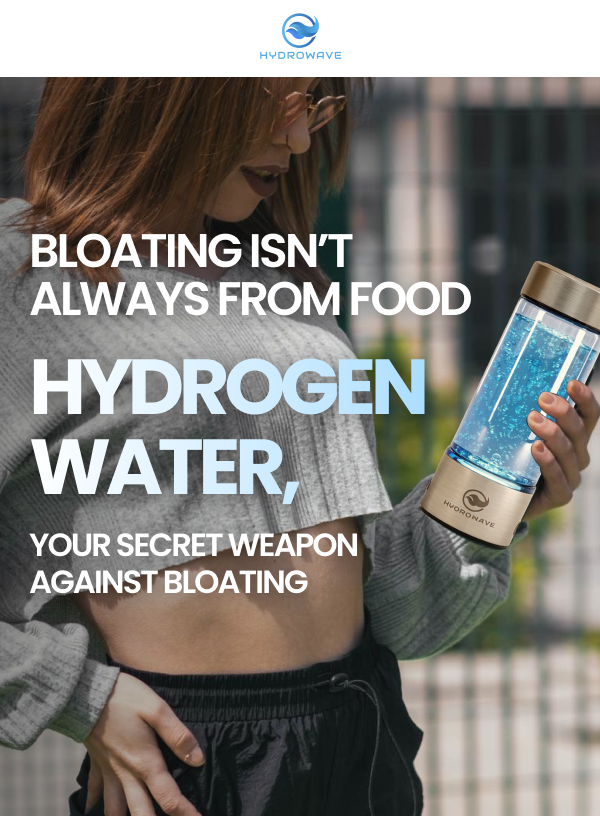 HYDROWAVE
BLOATING ISN'T
ALWAYS FROM FOOD
HYDROGEN
WATER,
HYDROWAVE
YOUR SECRET WEAPON
AGAINST BLOATING